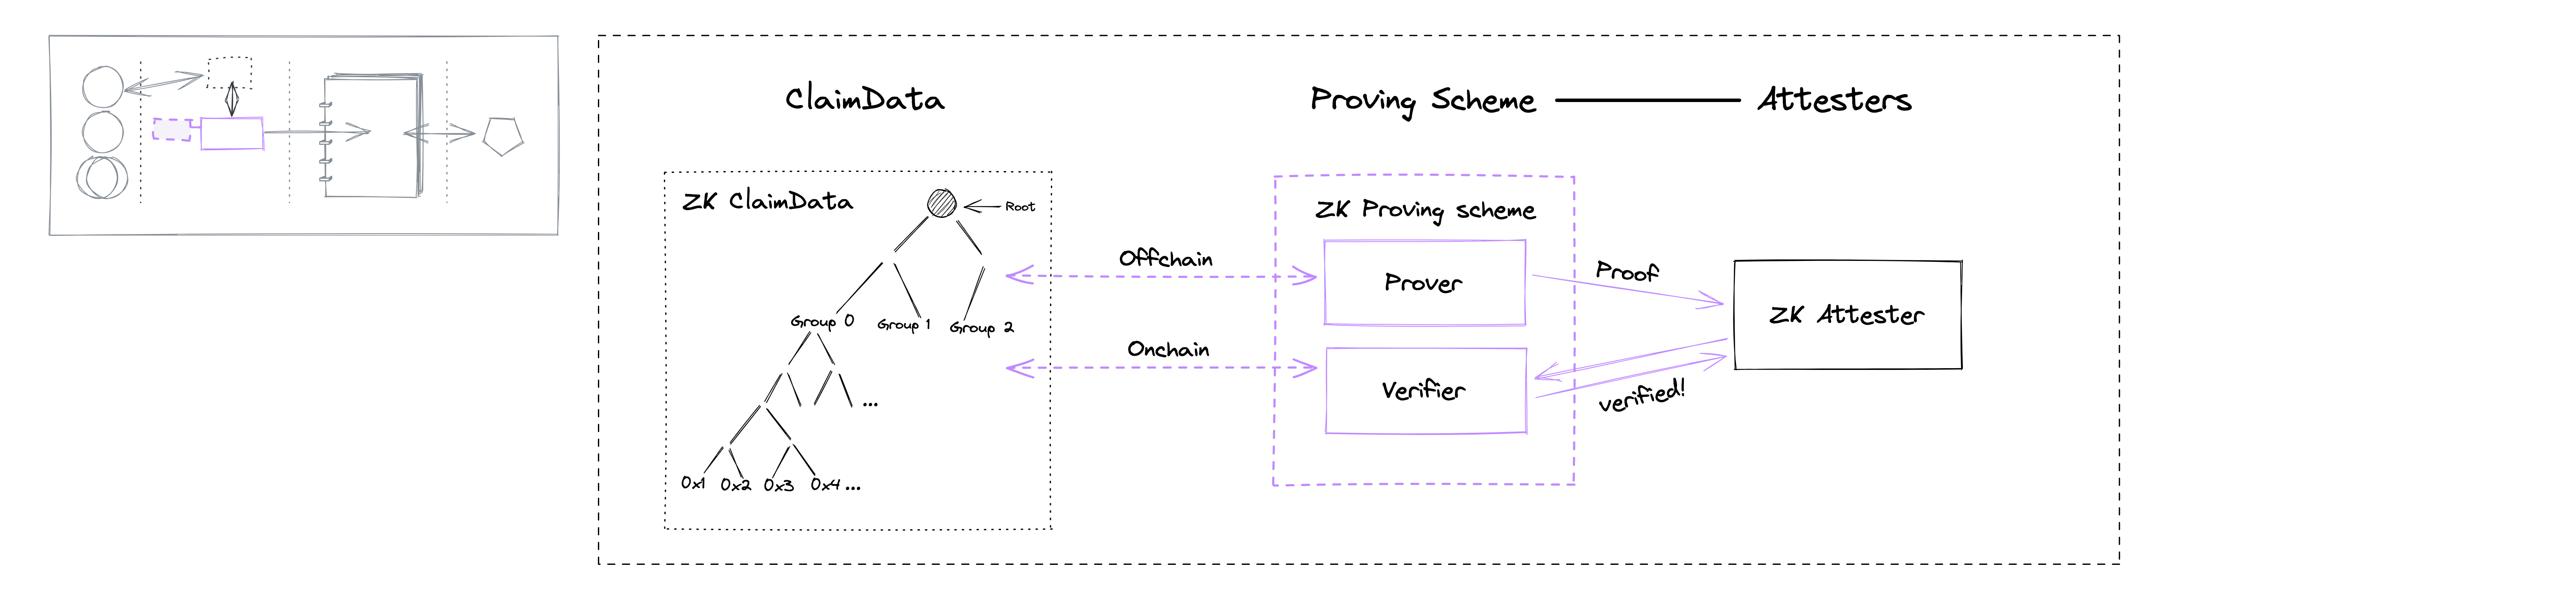 ClaimData
Proving Scheme
Attesters
ZK ClaimData
Root
Group 0
Group 1
Group 2
...
0x1
0x2
0x3
0x4 ...
Offchain
Onchain
ZK Proving scheme
Prover
Verifier
Proof
verified!
ZK Attester